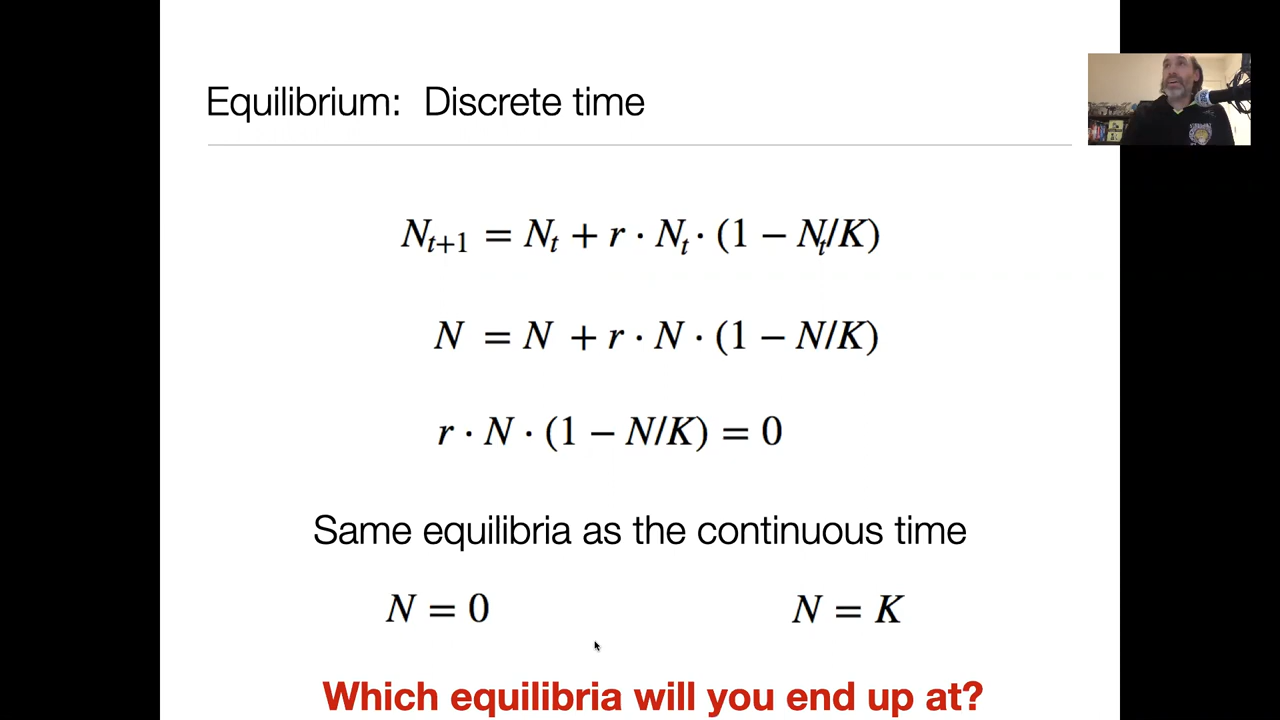 Equilibrium: Discrete time
N_{t+1} = N_t + r · N_t · (1 − N_t/K)
N = N + r · N · (1 − N/K)
r · N · (1 − N/K) = 0
Same equilibria as the continuous time
N = 0 N = K
Which equilibria will you end up at?